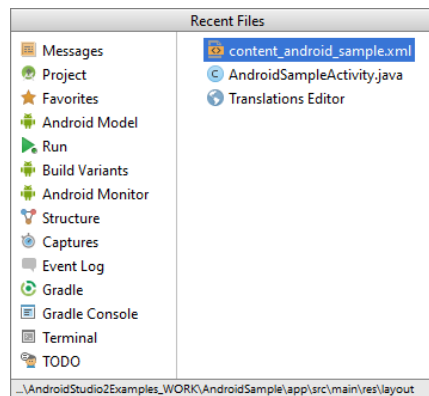 Recent Files
Messages
Project
Favorites
Android Model
Run
Build Variants
Android Monitor
Structure
Captures
Event Log
Gradle
Gradle Console
Terminal
TODO
content_android_sample.xml
AndroidSampleActivity.java
Translations Editor
...\AndroidStudio2Examples_WORK\AndroidSample\app\src\main\res\layout